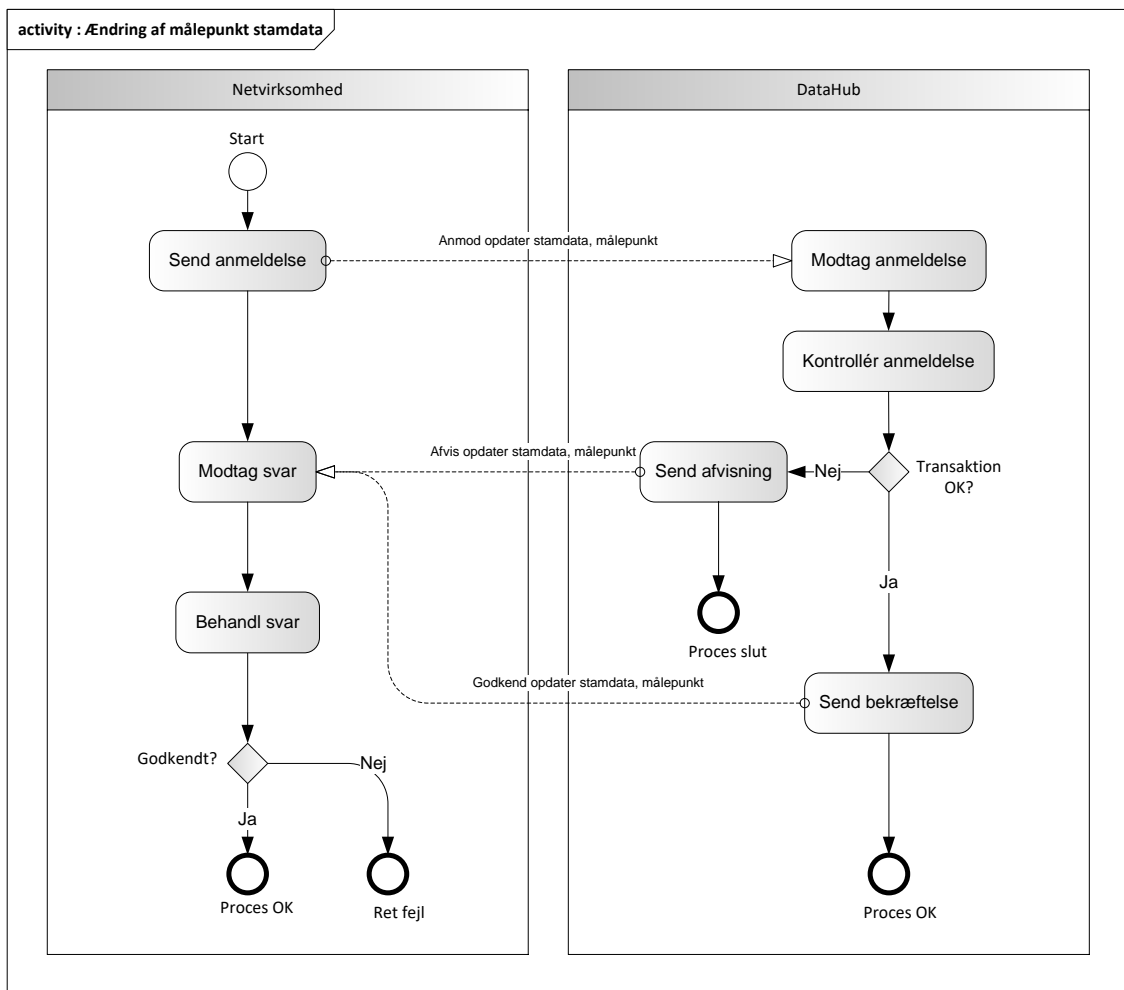 activity : Ændring af målepunkt stamdata
Netvirksomhed
DataHub
Start
Anmod opdater stamdata, målepunkt
Send anmeldelse
Modtag anmeldelse
Kontrollér anmeldelse
Afvis opdater stamdata, målepunkt
Modtag svar
Send afvisning
Nej
Transaktion
OK?
Ja
Behandl svar
Proces slut
Godkend opdater stamdata, målepunkt
Send bekræftelse
Godkendt?
Nej
Ja
Proces OK
Ret fejl
Proces OK